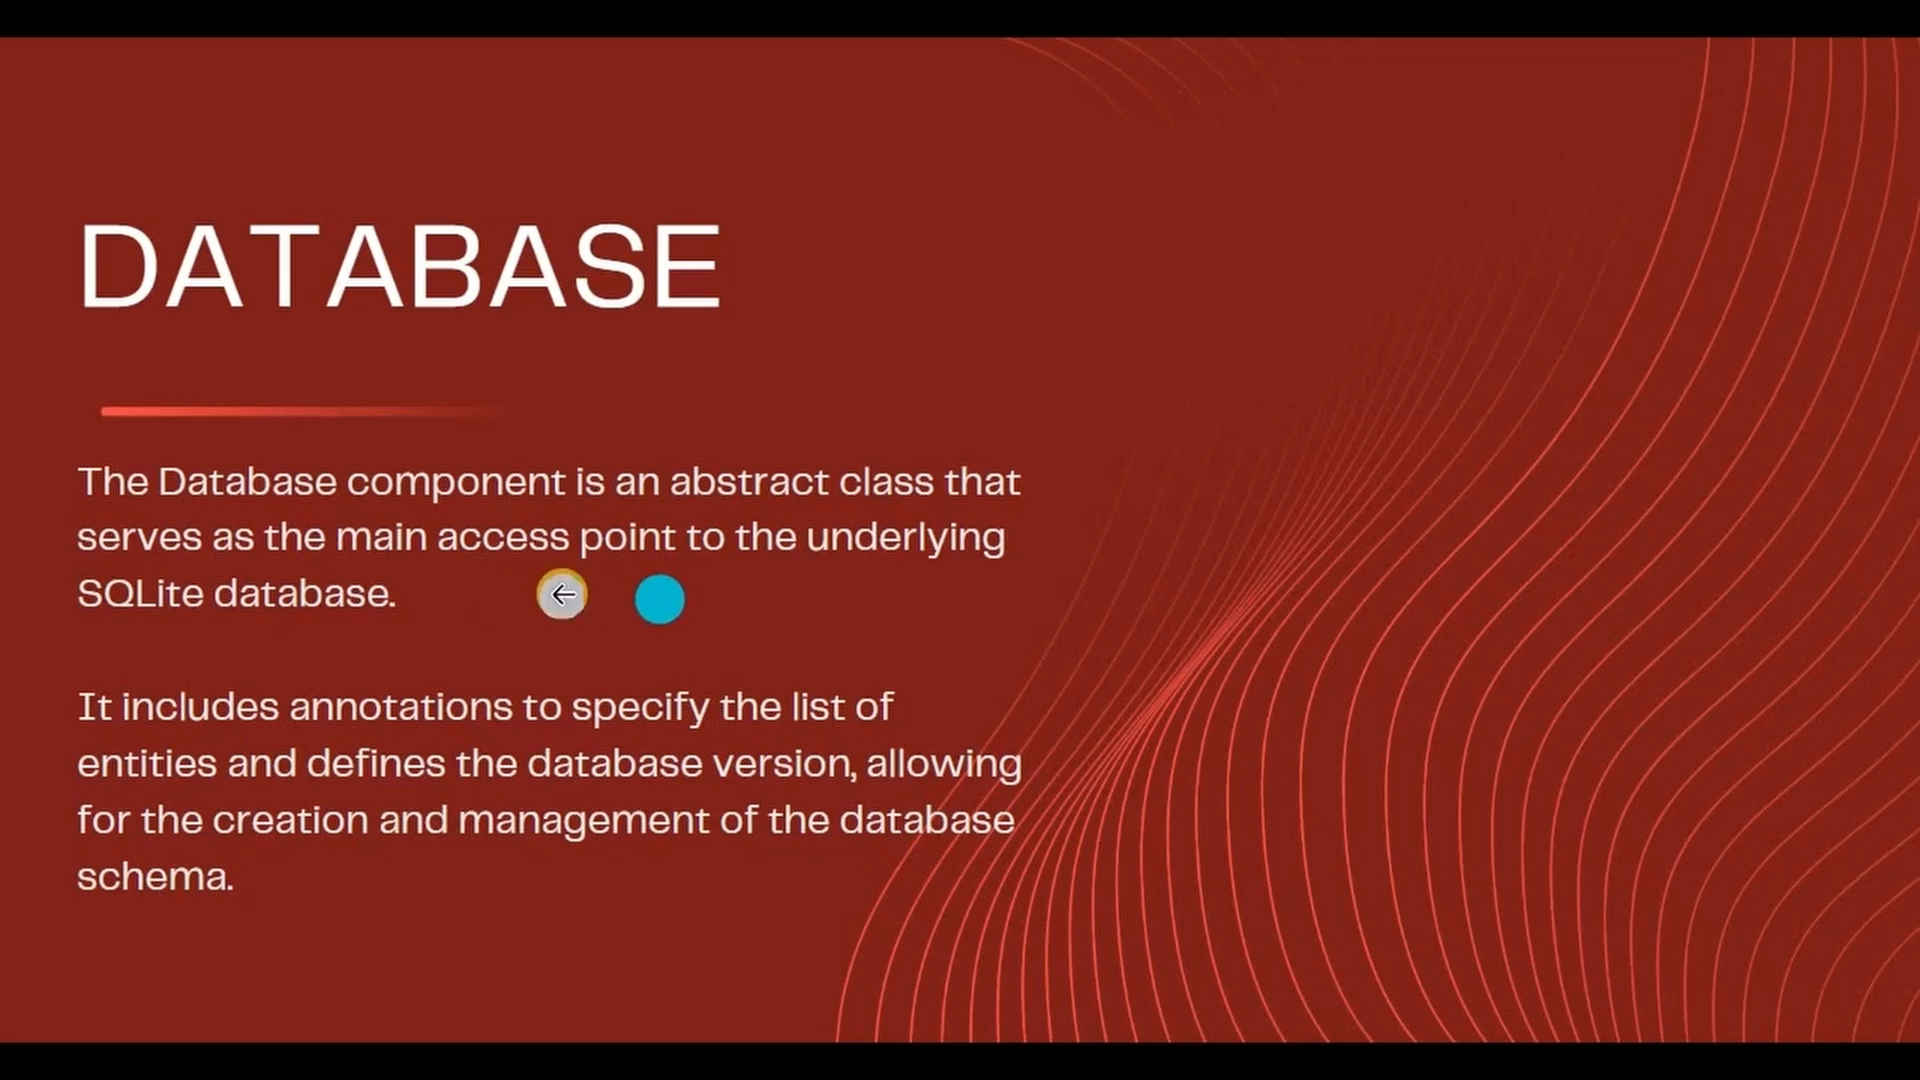 DATABASE
The Database component is an abstract class that
serves as the main access point to the underlying
SQLite database.
It includes annotations to specify the list of
entities and defines the database version, allowing
for the creation and management of the database
schema.